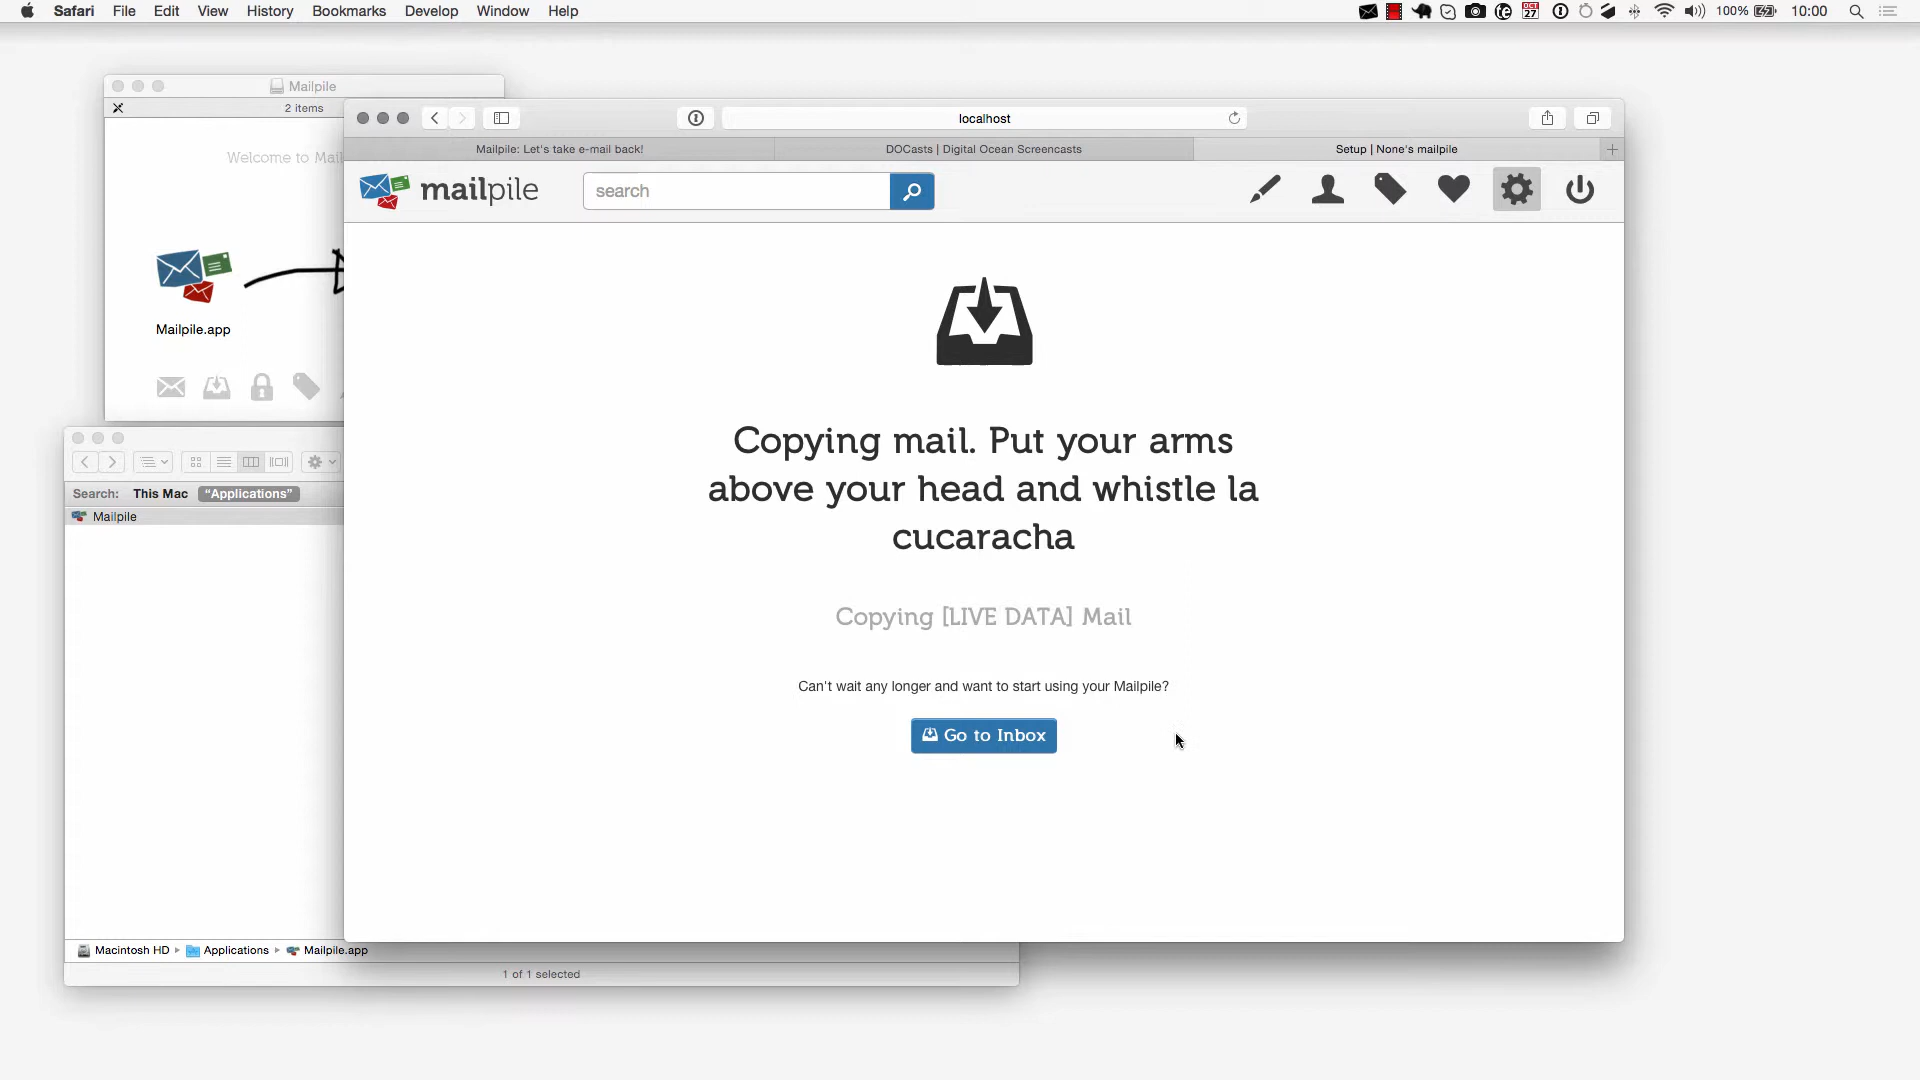 Safari File Edit View History Bookmarks Develop Window Help
OCT 27
100% 10:00
Mailpile
2 items
Welcome to Mail
Mailpile.app
localhost
Mailpile: Let's take e-mail back!
DOCasts | Digital Ocean Screencasts
Setup | None's mailpile
mailpile
search
Copying mail. Put your arms
above your head and whistle la
cucaracha
Copying [LIVE DATA] Mail
Can't wait any longer and want to start using your Mailpile?
Go to Inbox
Search: This Mac "Applications"
Mailpile
Macintosh HD Applications Mailpile.app
1 of 1 selected